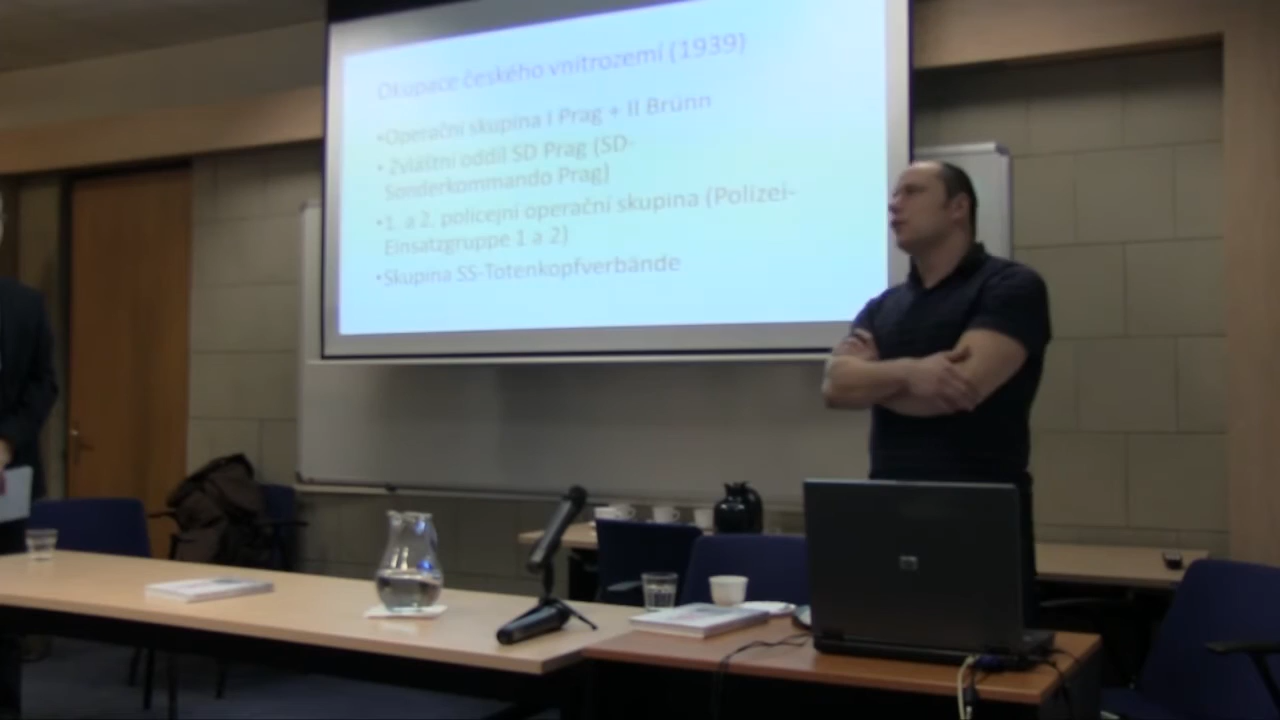 Okupace českého vnitrozemí (1939)
•Operační skupina I Prag + II Brünn
• Zvláštní oddíl SD Prag (SD-
Sonderkommando Prag)
•1. a 2. policejní operační skupina (Polizei-
Einsatzgruppe 1 a 2)
•Skupina SS-Totenkopfverbände